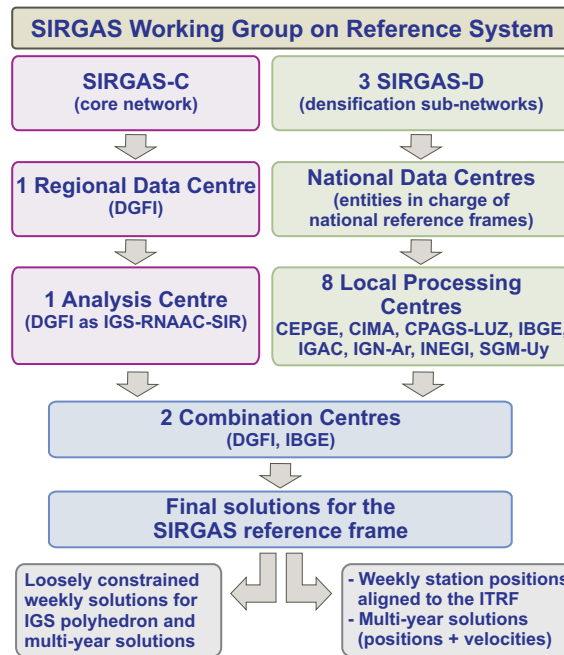 SIRGAS Working Group on Reference System
SIRGAS-C
(core network)
3 SIRGAS-D
(densification sub-networks)
1 Regional Data Centre
(DGFI)
National Data Centres
(entities in charge of
national reference frames)
1 Analysis Centre
(DGFI as IGS-RNAAC-SIR)
8 Local Processing
Centres
CEPGE, CIMA, CPAGS-LUZ, IBGE,
IGAC, IGN-Ar, INEGI, SGM-Uy
2 Combination Centres
(DGFI, IBGE)
Final solutions for the
SIRGAS reference frame
Loosely constrained
weekly solutions for
IGS polyhedron and
multi-year solutions
- Weekly station positions
aligned to the ITRF
- Multi-year solutions
(positions + velocities)